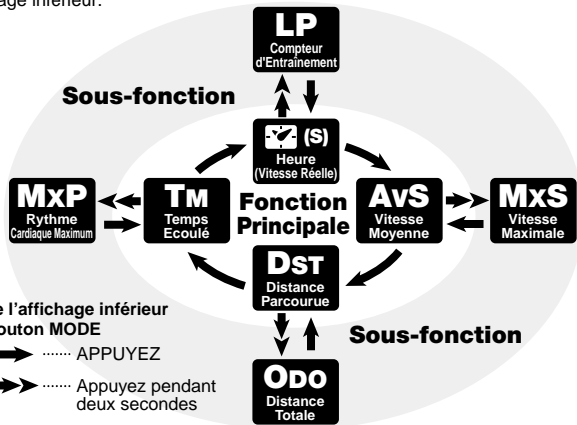 age inférieur.
LP
Compteur
d'Entraînement
Sous-fonction
(S)
Heure
(Vitesse Réelle)
MXP
Rythme
Cardiaque Maximum
TM
Temps
Ecoulé
Fonction
Principale
AVS
Vitesse
Moyenne
MXS
Vitesse
Maximale
DST
Distance
Parcourue
e l'affichage inférieur
outon MODE
....... APPUYEZ
....... Appuyez pendant
deux secondes
Sous-fonction
ODO
Distance
Totale